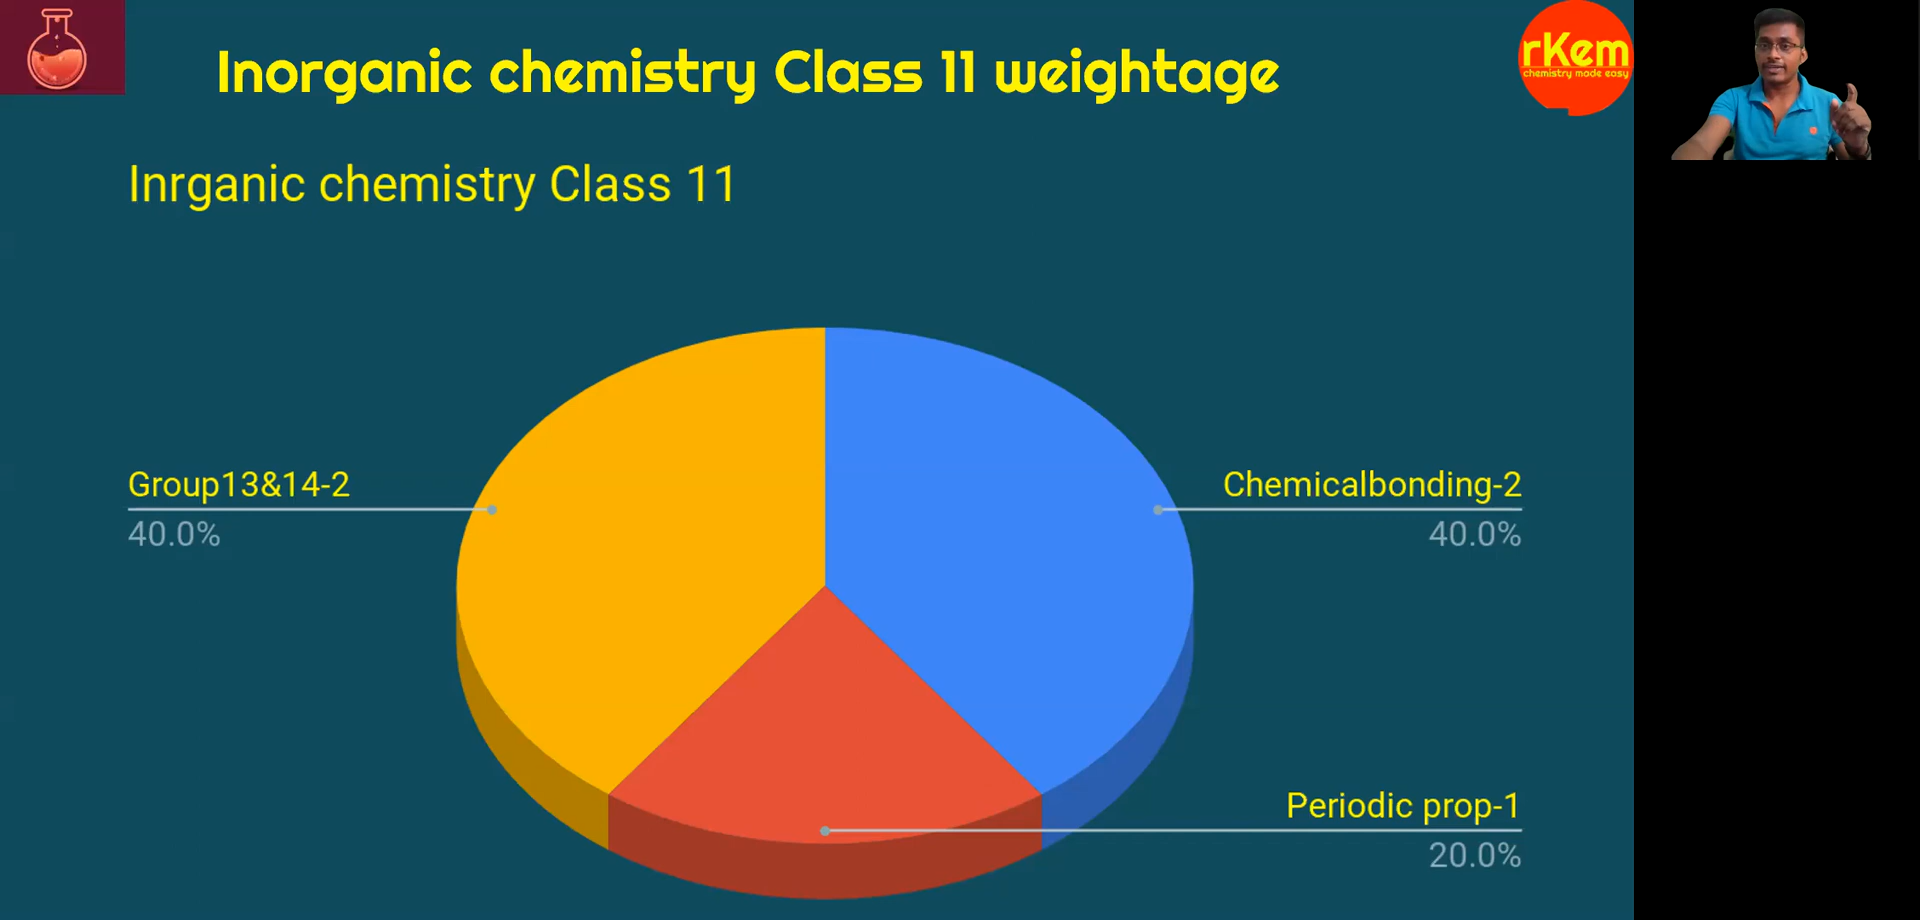 Inorganic chemistry Class 11 weightage
rKem
chemistry made easy
Inrganic chemistry Class 11
Group13&14-2
40.0%
Chemicalbonding-2
40.0%
Periodic prop-1
20.0%